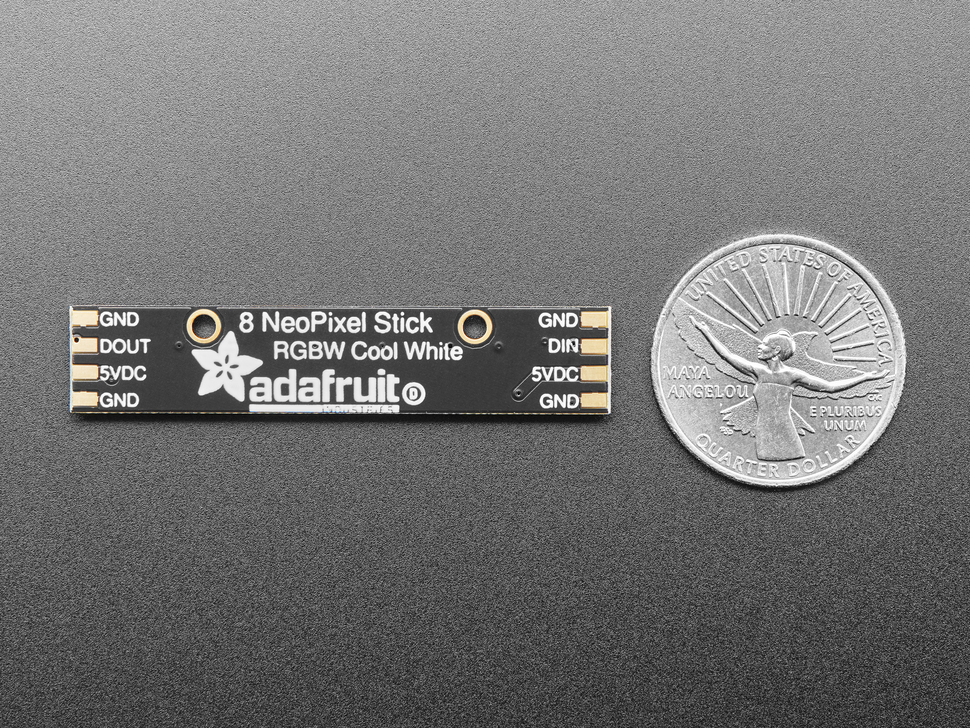 GND
DOUT
5VDC
GND
8 NeoPixel Stick
RGBW Cool White
adafruit
D
INDUSTRIES
GND
DIN
5VDC
GND
UNITED STATES OF AMERICA
MAYA
ANGELOU
E PLURIBUS
UNUM
QUARTER DOLLAR